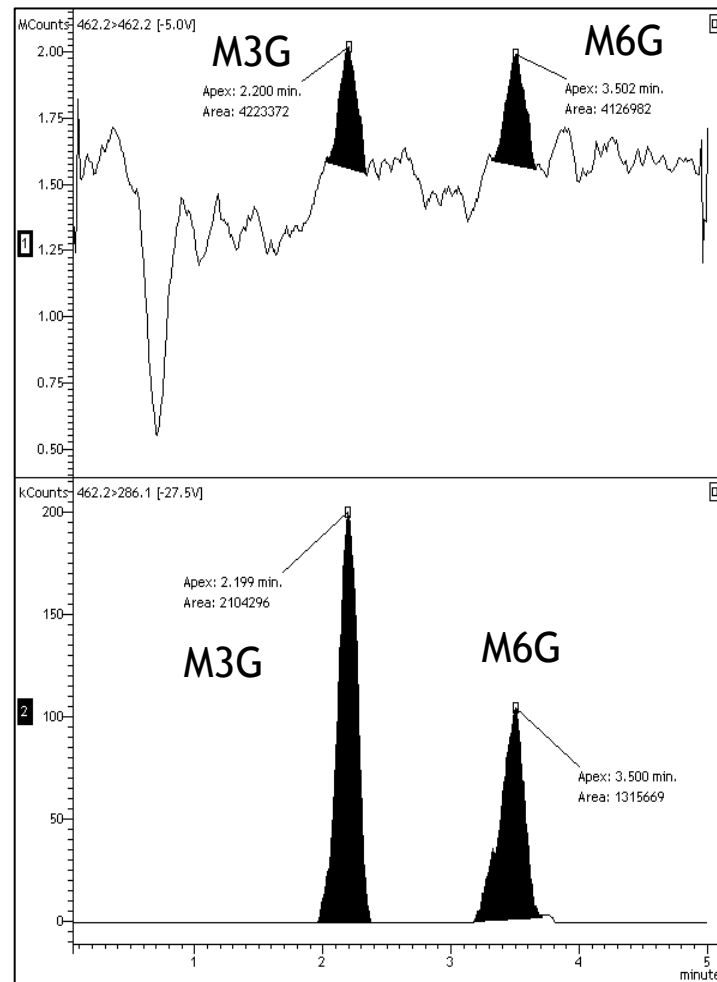 MCounts 462.2>462.2 [-5.0V]
M3G
M6G
2.00
Apex: 2.200 min.
Area: 4223372
Apex: 3.502 min.
Area: 4126982
1.75
1.50
1
1.25
1.00
0.75
0.50
kCounts 462.2>286.1 [-27.5V]
200
Apex: 2.199 min.
Area: 2104296
150
M3G
M6G
2
100
Apex: 3.500 min.
Area: 1315669
50
0
1 2 3 4 5
minute